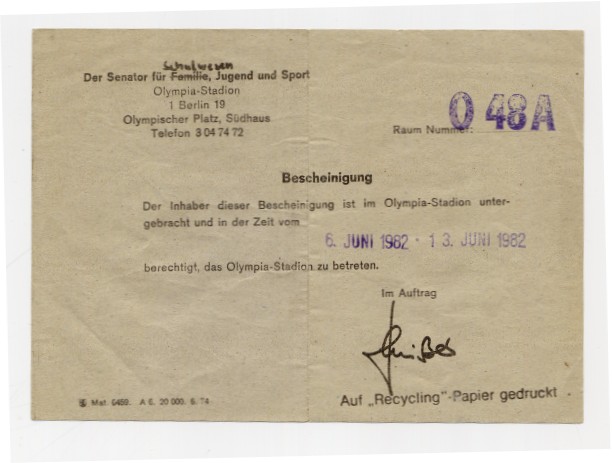 Schulwesen
Der Senator für Familie, Jugend und Sport
Olympia-Stadion
1 Berlin 19
Olympischer Platz, Südhaus
Telefon 3 04 74 72
Raum Nummer: 048A
Bescheinigung
Der Inhaber dieser Bescheinigung ist im Olympia-Stadion unter-
gebracht und in der Zeit vom
6. JUNI 1982 - 13. JUNI 1982
berechtigt, das Olympia-Stadion zu betreten.
Im Auftrag
Mat. 6459. A 6. 20 000. 6. 74
Auf „Recycling"-Papier gedruckt